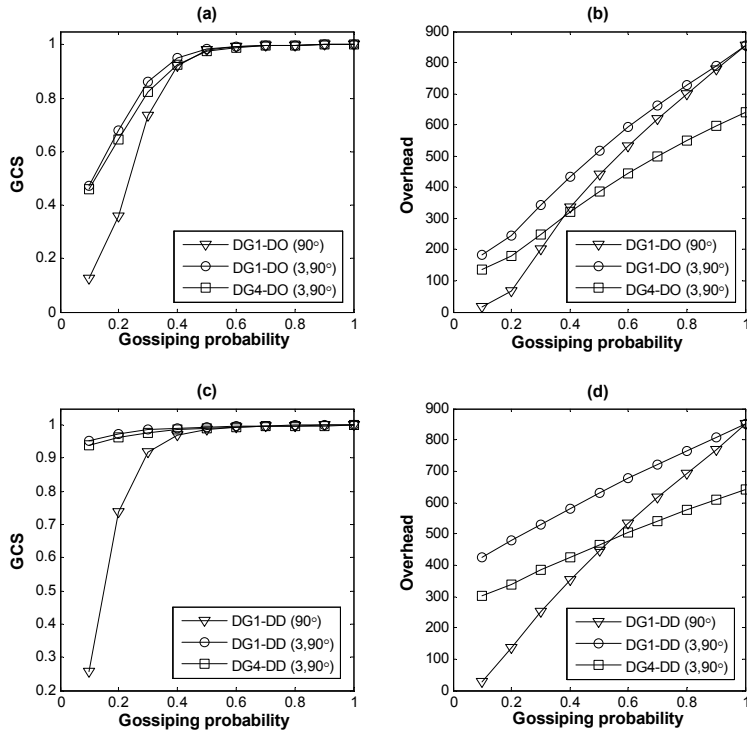 (a)
1
0.8
0.6
0.4
0.2
0
0
0.2
0.4
0.6
0.8
1
GCS
Gossiping probability
DG1-DO (90°)
DG1-DO (3,90°)
DG4-DO (3,90°)
(b)
900
800
700
600
500
400
300
200
100
0
0
0.2
0.4
0.6
0.8
1
Overhead
Gossiping probability
DG1-DO (90°)
DG1-DO (3,90°)
DG4-DO (3,90°)
(c)
1
0.9
0.8
0.7
0.6
0.5
0.4
0.3
0.2
0
0.2
0.4
0.6
0.8
1
GCS
Gossiping probability
DG1-DD (90°)
DG1-DD (3,90°)
DG4-DD (3,90°)
(d)
900
800
700
600
500
400
300
200
100
0
0
0.2
0.4
0.6
0.8
1
Overhead
Gossiping probability
DG1-DD (90°)
DG1-DD (3,90°)
DG4-DD (3,90°)